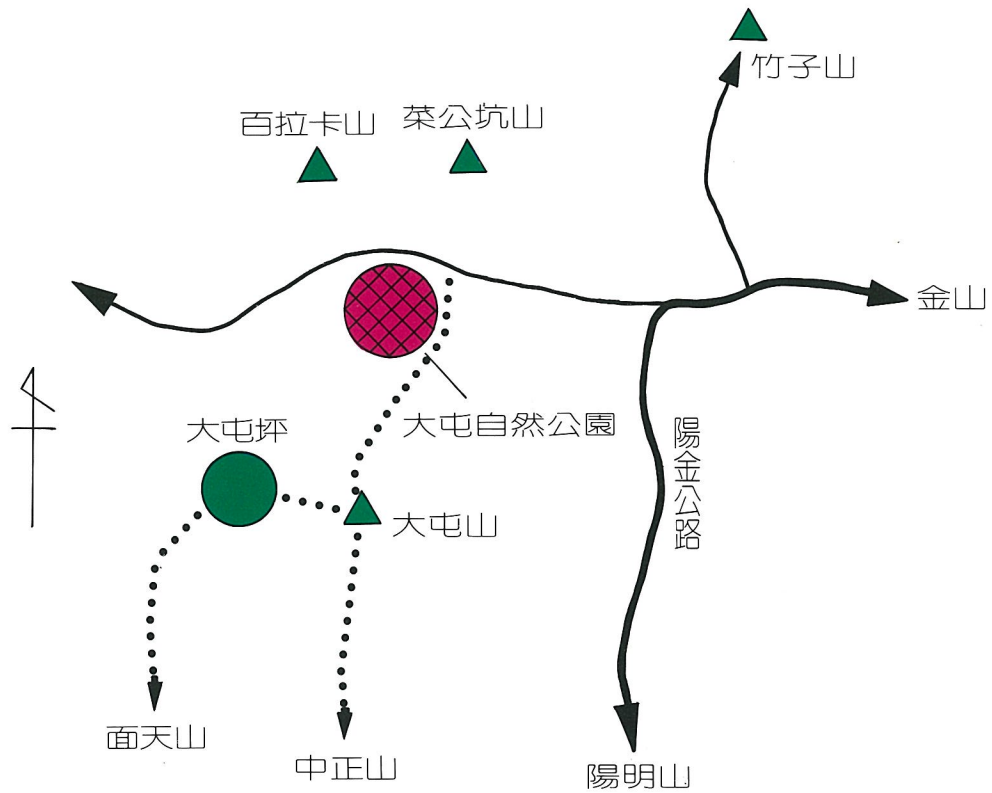 竹子山
百拉卡山
菜公坑山
金山
大屯自然公園
大屯坪
陽金公路
大屯山
面天山
中正山
陽明山